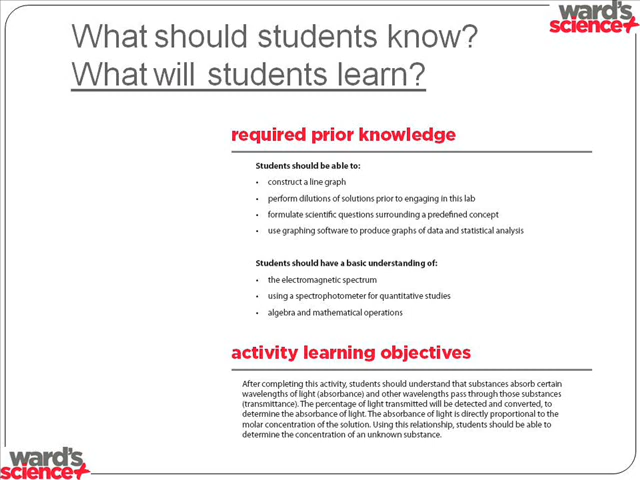 ward's
science+
What should students know?
What will students learn?
required prior knowledge
Students should be able to:
• construct a line graph
• perform dilutions of solutions prior to engaging in this lab
• formulate scientific questions surrounding a predefined concept
• use graphing software to produce graphs of data and statistical analysis
Students should have a basic understanding of:
• the electromagnetic spectrum
• using a spectrophotometer for quantitative studies
• algebra and mathematical operations
activity learning objectives
After completing this activity, students should understand that substances absorb certain
wavelengths of light (absorbance) and other wavelengths pass through those substances
(transmittance). The percentage of light transmitted will be detected and converted, to
determine the absorbance of light. The absorbance of light is directly proportional to the
molar concentration of the solution. Using this relationship, students should be able to
determine the concentration of an unknown substance.
ward's
science+